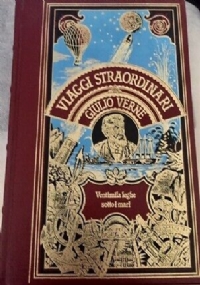 VIAGGI STRAORDINARI
GIULIO VERNE
Ventimila leghe
sotto i mari